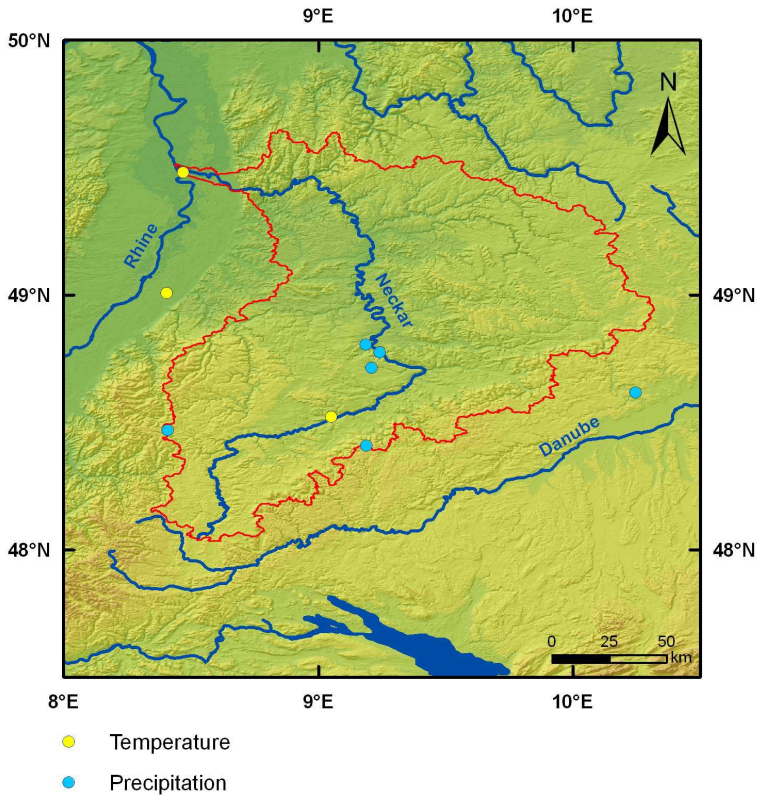 9°E
10°E
50°N
N
Rhine
49°N
Neckar
49°N
Danube
48°N
48°N
0
25
50
km
8°E
9°E
10°E
Temperature
Precipitation